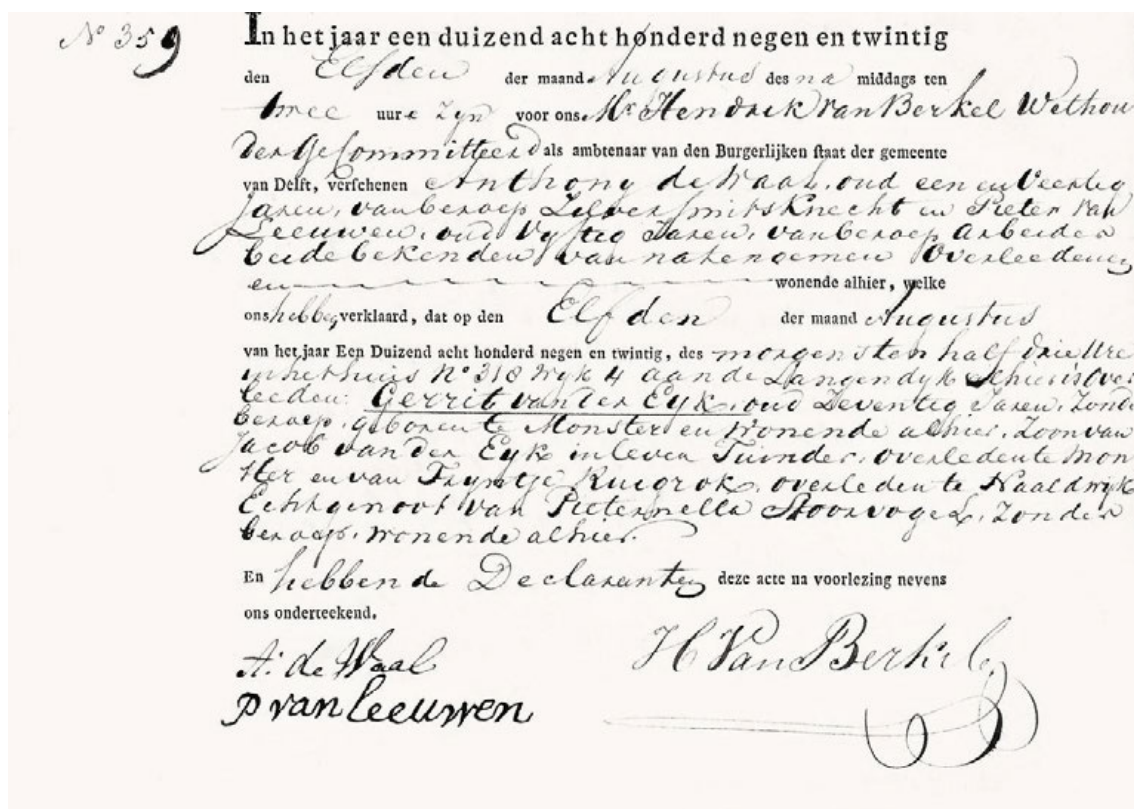 N° 359
In het jaar een duizend acht honderd negen en twintig
den Elfden der maand Augustus des na middags ten
twee uure zyn voor ons Mr Hendrik van Berkel Wethou
der Gecommitteerd als ambtenaar van den Burgerlijken staat der gemeente
van Delft, verschenen Anthony de Waal, oud een en Veertig
Jaren, van beroep Zilversmitsknecht en Pieter van
Leeuwen, oud Vyftig Jaren, van beroep arbeider
beide bekenden van natenoemen Overledene
en wonende alhier, welke
ons hebben verklaard, dat op den Elfden der maand Augustus
van het jaar Een Duizend acht honderd negen en twintig, des morgens ten half drie Ure
in het huis N° 318 Wyk 4 aan de Langendyk Alhier is Over
leeden: Gerrit van der Eyk, oud Zeventig Jaren, Zonder
beroep, geboren te Monster en Wonende alhier, Zoon van
Jacob van der Eyk in leven Tuinder, overleden te Mon
ster en van Tryntje Ruigrok, overleden te Naaldwyk
Echtgenoot van Pieternella Stoorvogel, Zonder
beroep, wonende alhier.
En hebben de Declaranten deze acte na voorlezing nevens
ons onderteekend.
A: de Waal
H Van Berkel
P van Leeuwen